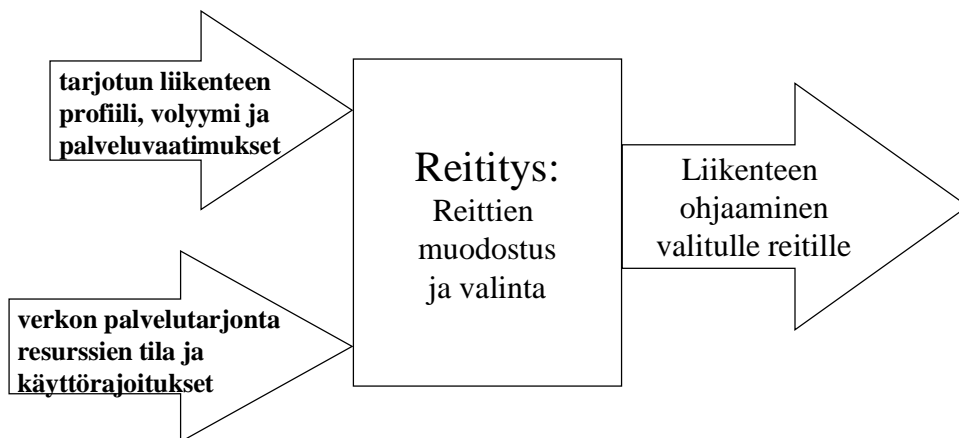 tarjotun liikenteen
profiili, volyymi ja
palveluvaatimukset
verkon palvelutarjonta
resurssien tila ja
käyttörajoitukset
Reititys:
Reittien
muodostus
ja valinta
Liikenteen
ohjaaminen
valitulle reitille